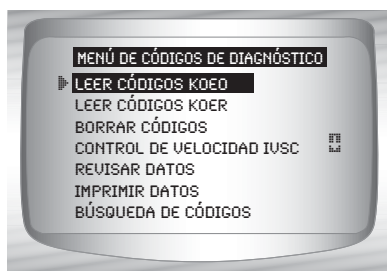 MENÚ DE CÓDIGOS DE DIAGNÓSTICO
LEER CÓDIGOS KOEO
LEER CÓDIGOS KOER
BORRAR CÓDIGOS
CONTROL DE VELOCIDAD IVSC
REVISAR DATOS
IMPRIMIR DATOS
BÚSQUEDA DE CÓDIGOS